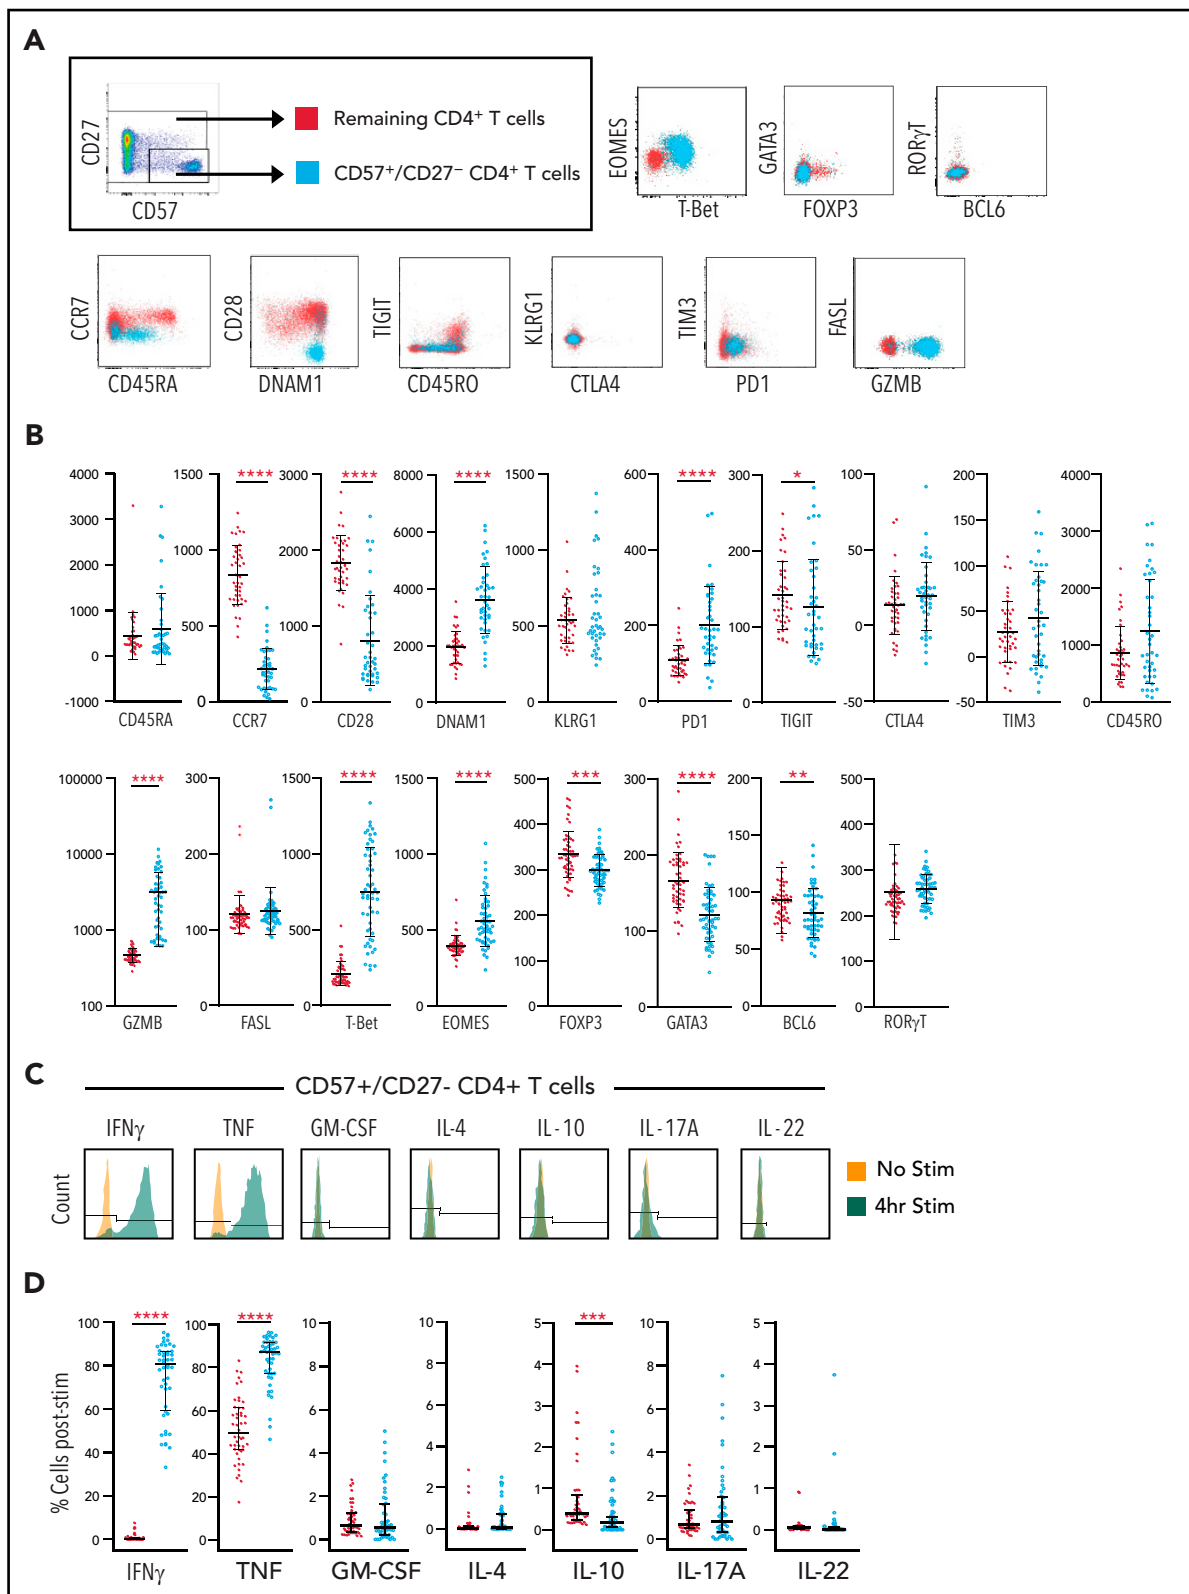 A
CD27
CD57
Remaining CD4+ T cells
CD57+/CD27− CD4+ T cells
EOMES
T-Bet
GATA3
FOXP3
RORγT
BCL6
CCR7
CD45RA
CD28
DNAM1
TIGIT
CD45RO
KLRG1
CTLA4
TIM3
PD1
FASL
GZMB
B
4000
3000
2000
1000
0
-1000
CD45RA
1500
1000
500
0
****
CCR7
3000
2000
1000
0
****
CD28
8000
6000
4000
2000
0
****
DNAM1
1500
1000
500
0
KLRG1
600
400
200
0
****
PD1
300
200
100
0
*
TIGIT
100
50
0
-50
CTLA4
200
150
100
50
0
-50
TIM3
4000
3000
2000
1000
0
CD45RO
100000
10000
1000
100
****
GZMB
300
200
100
0
FASL
1500
1000
500
0
****
T-Bet
1500
1000
500
0
****
EOMES
500
400
300
200
100
0
***
FOXP3
300
200
100
0
****
GATA3
200
150
100
50
0
**
BCL6
500
400
300
200
100
0
RORγT
C
CD57+/CD27- CD4+ T cells
IFNγ TNF GM-CSF IL-4 IL-10 IL-17A IL-22
Count
No Stim
4hr Stim
D
% Cells post-stim
100
80
60
40
20
0
****
IFNγ
100
80
60
40
20
0
****
TNF
10
8
6
4
2
0
GM-CSF
10
8
6
4
2
0
IL-4
5
4
3
2
1
0
***
IL-10
10
8
6
4
2
0
IL-17A
5
4
3
2
1
0
IL-22